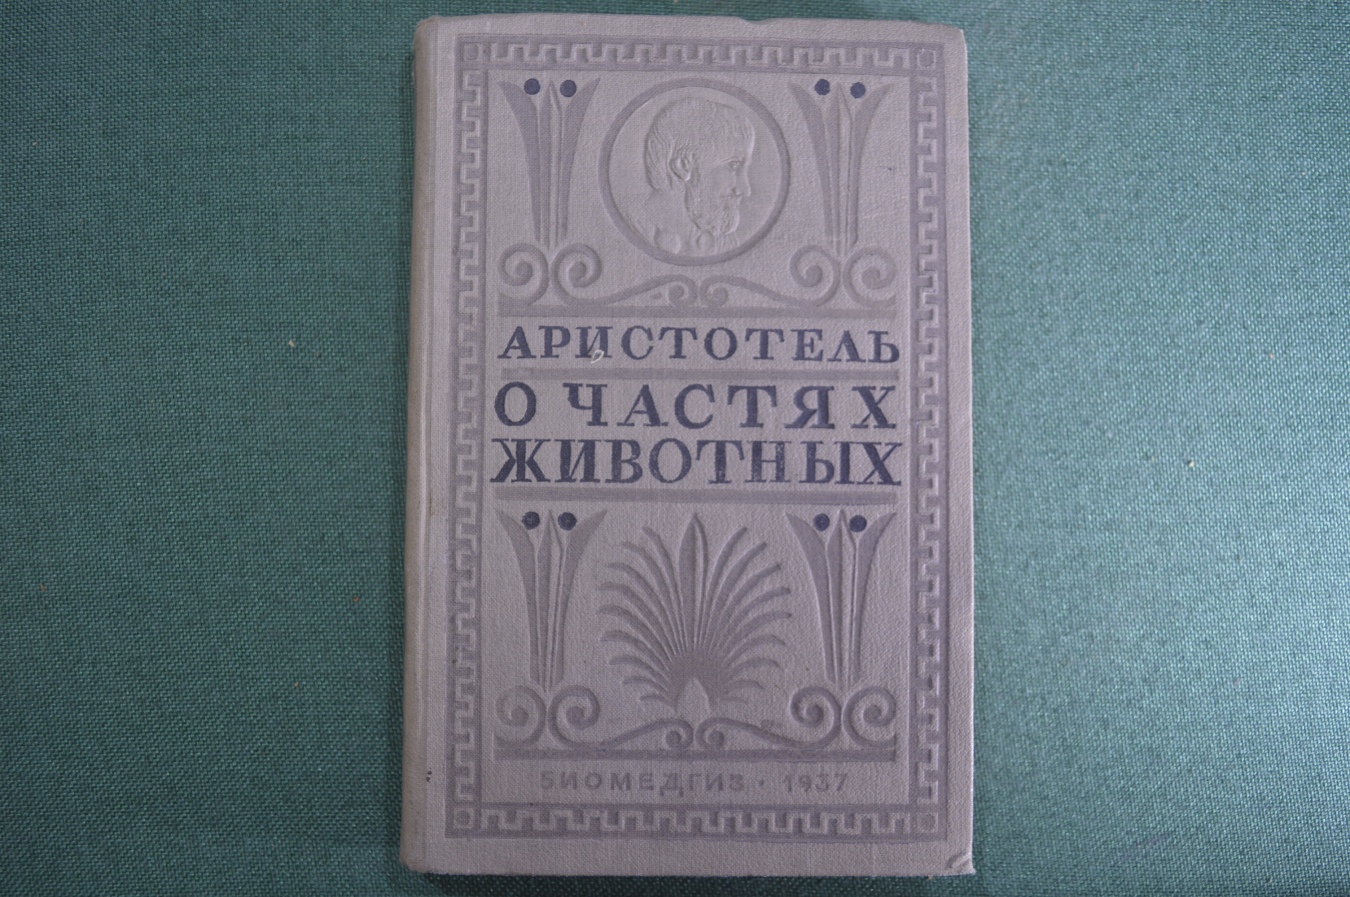 АРИСТОТЕЛЬ
О ЧАСТЯХ
ЖИВОТНЫХ
БИОМЕДГИЗ · 1937